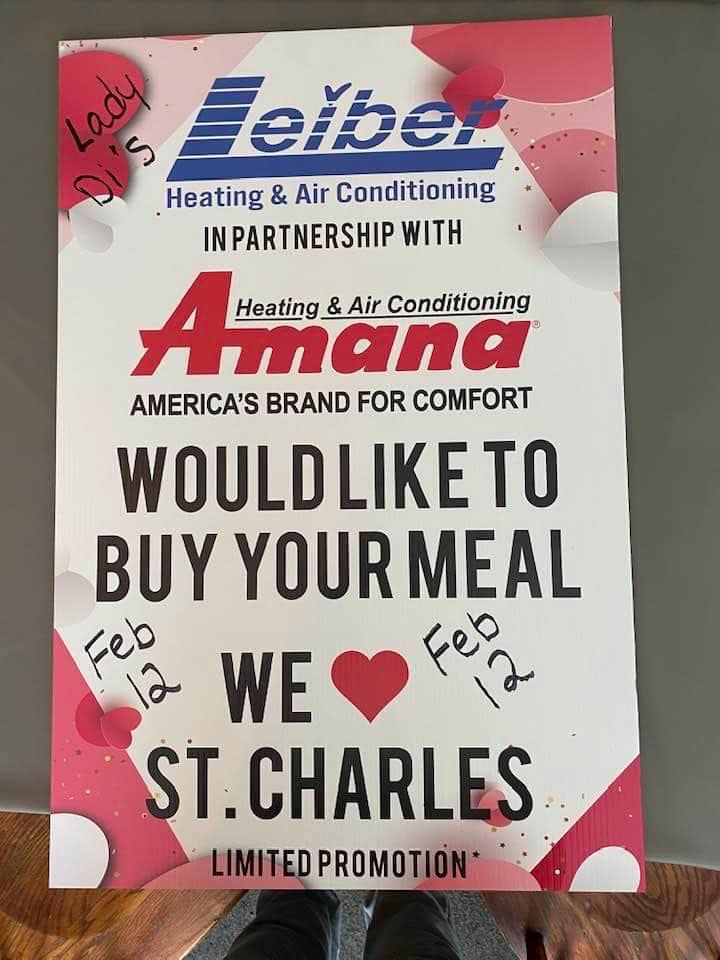 Lady
Di's
Leiber
Heating & Air Conditioning
IN PARTNERSHIP WITH
Heating & Air Conditioning
Amana®
AMERICA'S BRAND FOR COMFORT
WOULD LIKE TO
BUY YOUR MEAL
Feb
12
WE ♥
Feb
12
ST. CHARLES
LIMITED PROMOTION*